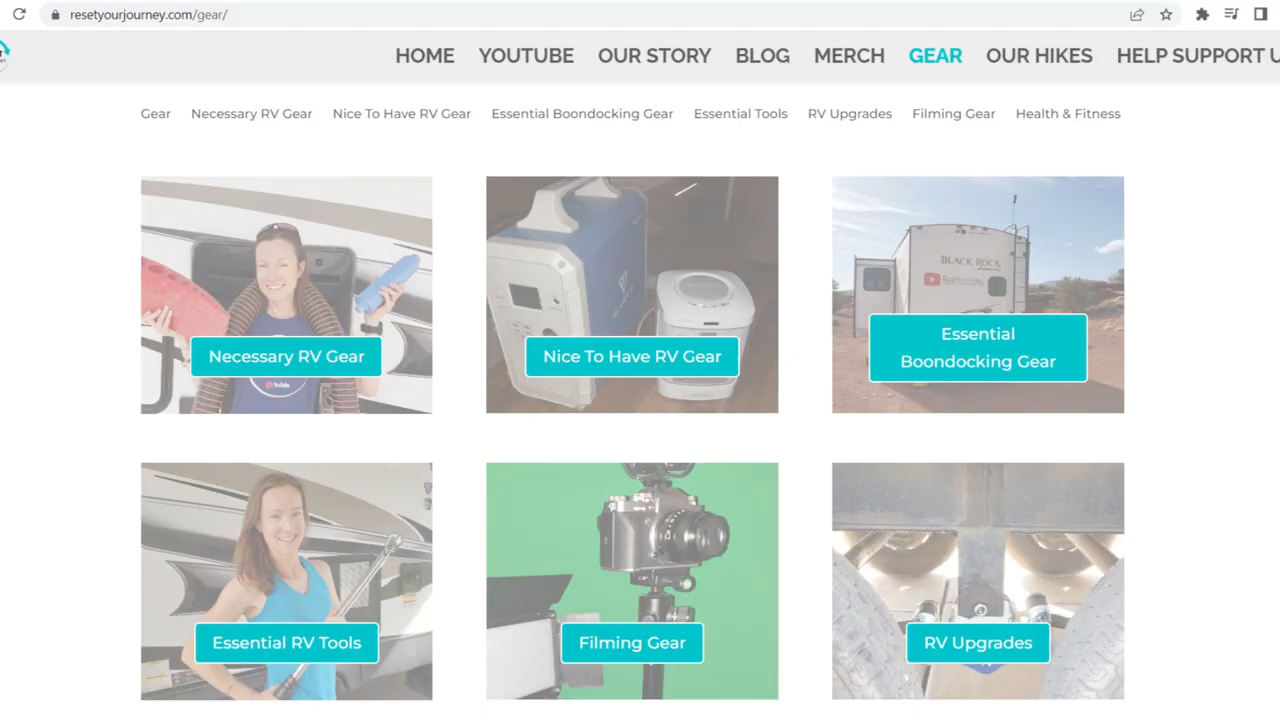 resetyourjourney.com/gear/
HOME YOUTUBE OUR STORY BLOG MERCH GEAR OUR HIKES HELP SUPPORT U
Gear Necessary RV Gear Nice To Have RV Gear Essential Boondocking Gear Essential Tools RV Upgrades Filming Gear Health & Fitness
BLACK ROCK
Necessary RV Gear
Nice To Have RV Gear
Essential
Boondocking Gear
YouTube
Essential RV Tools
Filming Gear
RV Upgrades